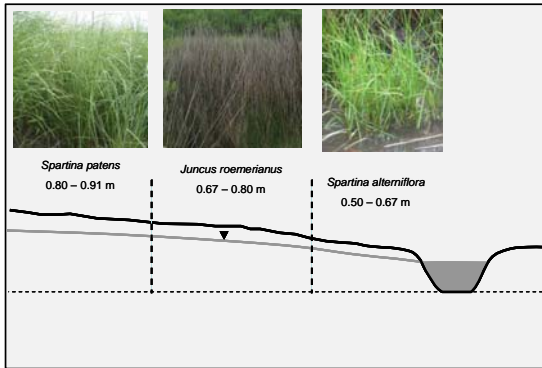 Spartina patens
0.80 – 0.91 m
Juncus roemerianus
0.67 – 0.80 m
Spartina alterniflora
0.50 – 0.67 m